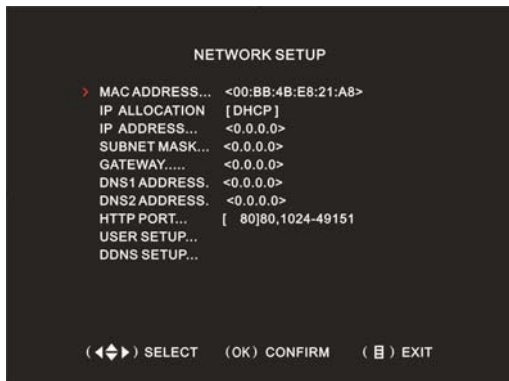 NETWORK SETUP
> MAC ADDRESS... <00:BB:4B:E8:21:A8>
IP ALLOCATION [DHCP]
IP ADDRESS... <0.0.0.0>
SUBNET MASK... <0.0.0.0>
GATEWAY..... <0.0.0.0>
DNS1 ADDRESS. <0.0.0.0>
DNS2 ADDRESS. <0.0.0.0>
HTTP PORT... [ 80]80,1024-49151
USER SETUP...
DDNS SETUP...
(◀◆▶) SELECT (OK) CONFIRM (目) EXIT